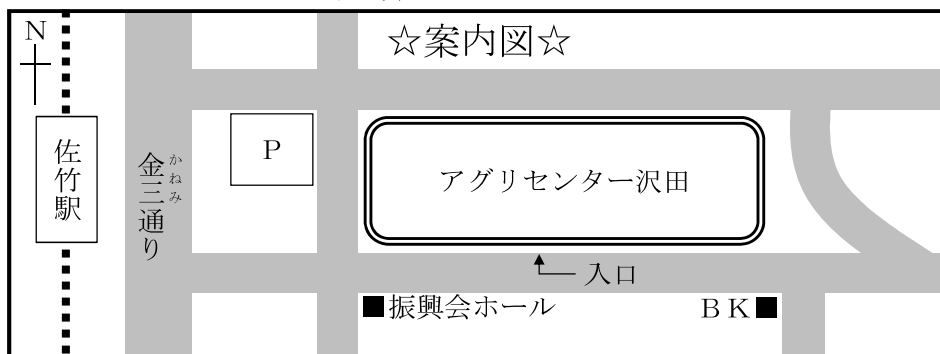 N
☆案内図☆
佐竹駅
金三通り
かねみ
P
アグリセンター沢田
入口
■振興会ホール
BK■